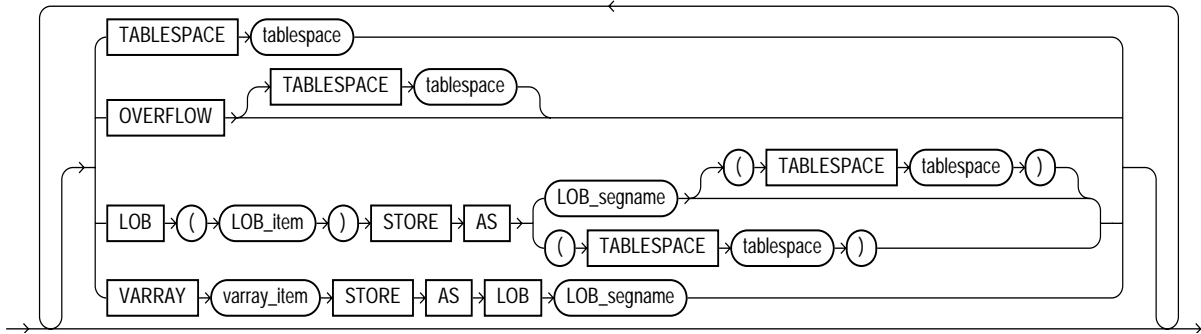 TABLESPACE tablespace
TABLESPACE tablespace
OVERFLOW
( TABLESPACE tablespace )
LOB_segname
LOB ( LOB_item ) STORE AS
( TABLESPACE tablespace )
VARRAY varray_item STORE AS LOB LOB_segname